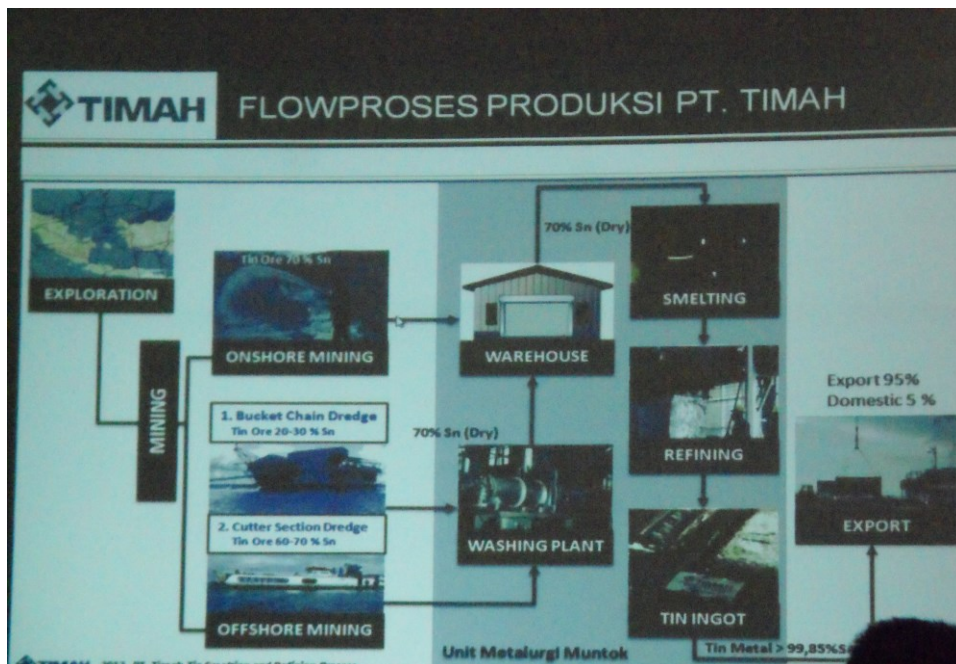 TIMAH
FLOWPROSES PRODUKSI PT. TIMAH
EXPLORATION
MINING
Tin Ore 70 % Sn
ONSHORE MINING
1. Bucket Chain Dredge
Tin Ore 20-30 % Sn
2. Cutter Section Dredge
Tin Ore 60-70 % Sn
OFFSHORE MINING
70% Sn (Dry)
WAREHOUSE
70% Sn (Dry)
WASHING PLANT
SMELTING
REFINING
TIN INGOT
Export 95%
Domestic 5 %
EXPORT
Tin Metal > 99,85%
Unit Metalurgi Muntok
TIMAH